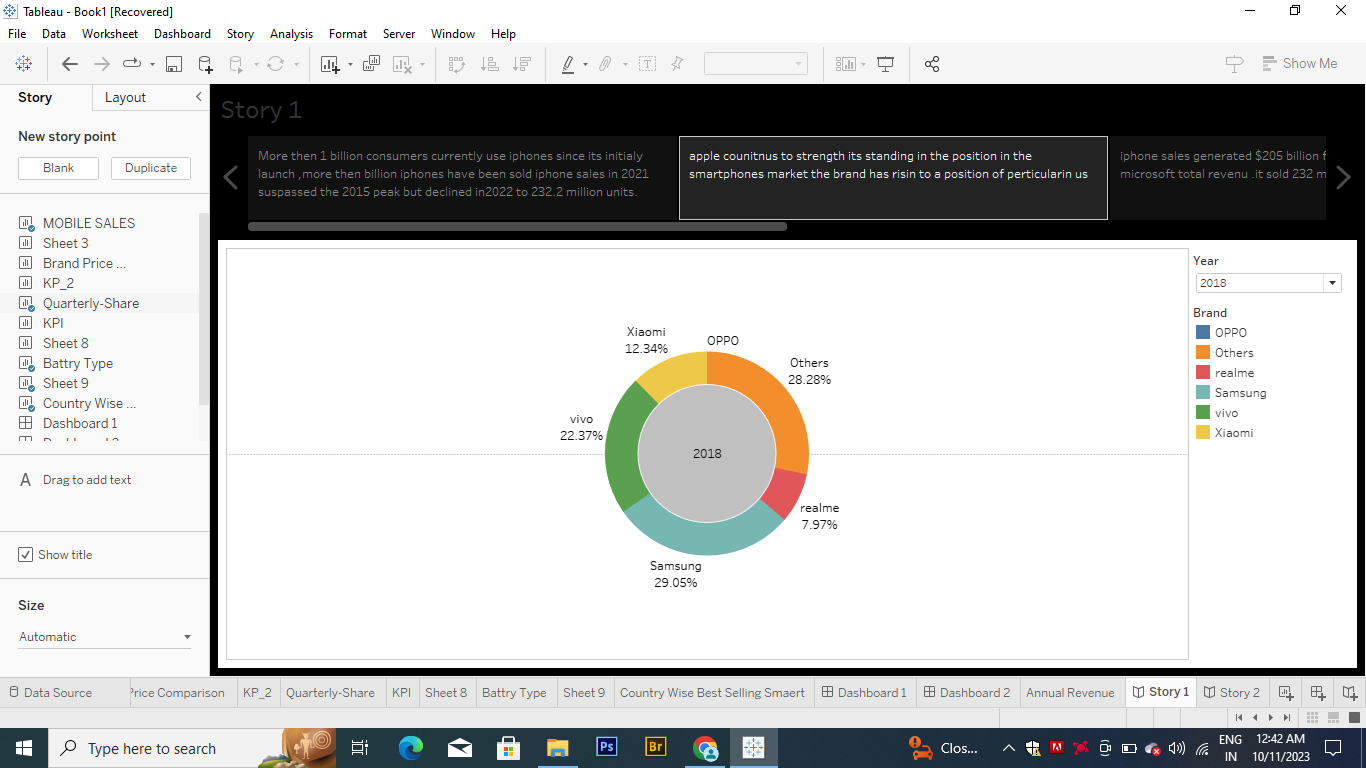 Tableau - Book1 [Recovered]
File Data Worksheet Dashboard Story Analysis Format Server Window Help
Show Me
Story Layout
New story point
Blank Duplicate
MOBILE SALES
Sheet 3
Brand Price ...
KP_2
Quarterly-Share
KPI
Sheet 8
Battry Type
Sheet 9
Country Wise ...
Dashboard 1
A Drag to add text
Show title
Size
Automatic
Story 1
More then 1 billion consumers currently use iphones since its initialy
launch ,more then billion iphones have been sold iphone sales in 2021
suspassed the 2015 peak but declined in2022 to 232.2 million units.
apple counitnus to strength its standing in the position in the
smartphones market the brand has risin to a position of perticularin us
iphone sales generated $205 billion f
microsoft total revenu .it sold 232 m
Xiaomi
12.34%
OPPO
Others
28.28%
vivo
22.37%
2018
realme
7.97%
Samsung
29.05%
Year
2018
Brand
OPPO
Others
realme
Samsung
vivo
Xiaomi
Data Source Price Comparison KP_2 Quarterly-Share KPI Sheet 8 Battry Type Sheet 9 Country Wise Best Selling Smaert Dashboard 1 Dashboard 2 Annual Revenue Story 1 Story 2
Type here to search
Ps
Br
Clos...
ENG
IN
12:42 AM
10/11/2023